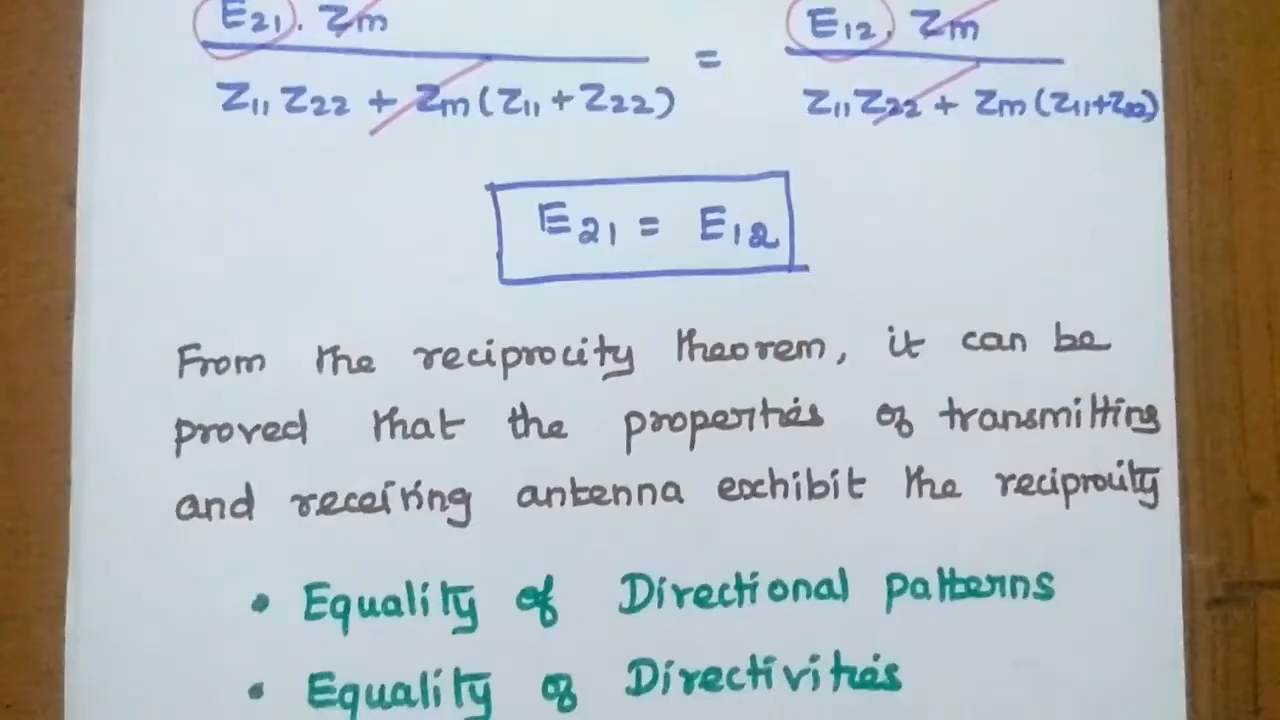 E21 . Zm = E12 . Zm
Z11 Z22 + Zm (Z11 + Z22) Z11 Z22 + Zm (Z11+Z22)
E21 = E12
From the reciprocity theorem, it can be
proved that the properties of transmitting
and receiving antenna exhibit the reciprocity
• Equality of Directional patterns
• Equality of Directivities